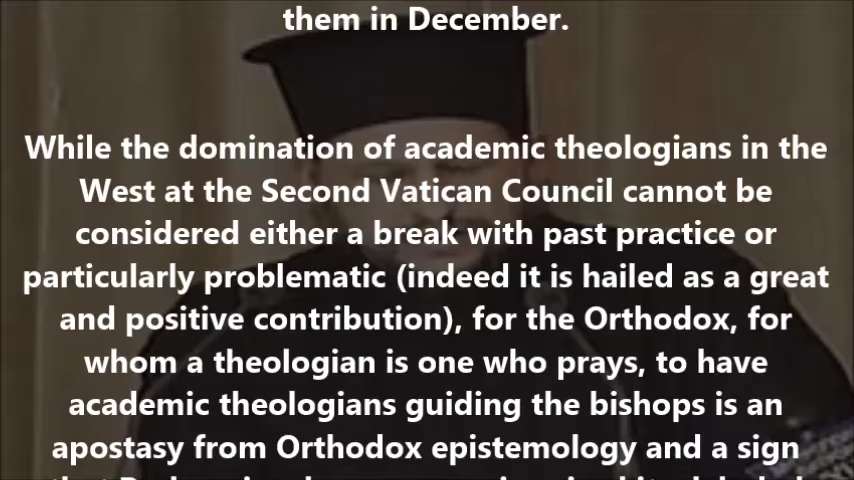 them in December.
While the domination of academic theologians in the
West at the Second Vatican Council cannot be
considered either a break with past practice or
particularly problematic (indeed it is hailed as a great
and positive contribution), for the Orthodox, for
whom a theologian is one who prays, to have
academic theologians guiding the bishops is an
apostasy from Orthodox epistemology and a sign
that